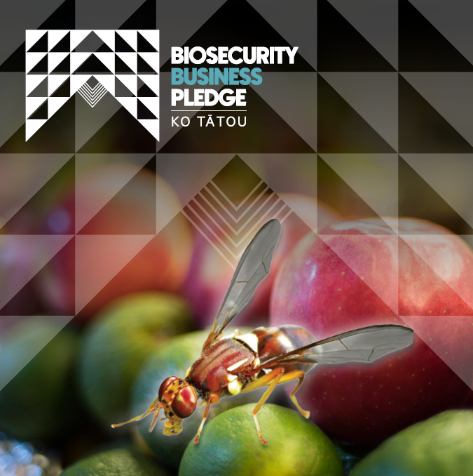 BIOSECURITY
BUSINESS
PLEDGE
KO TĀTOU